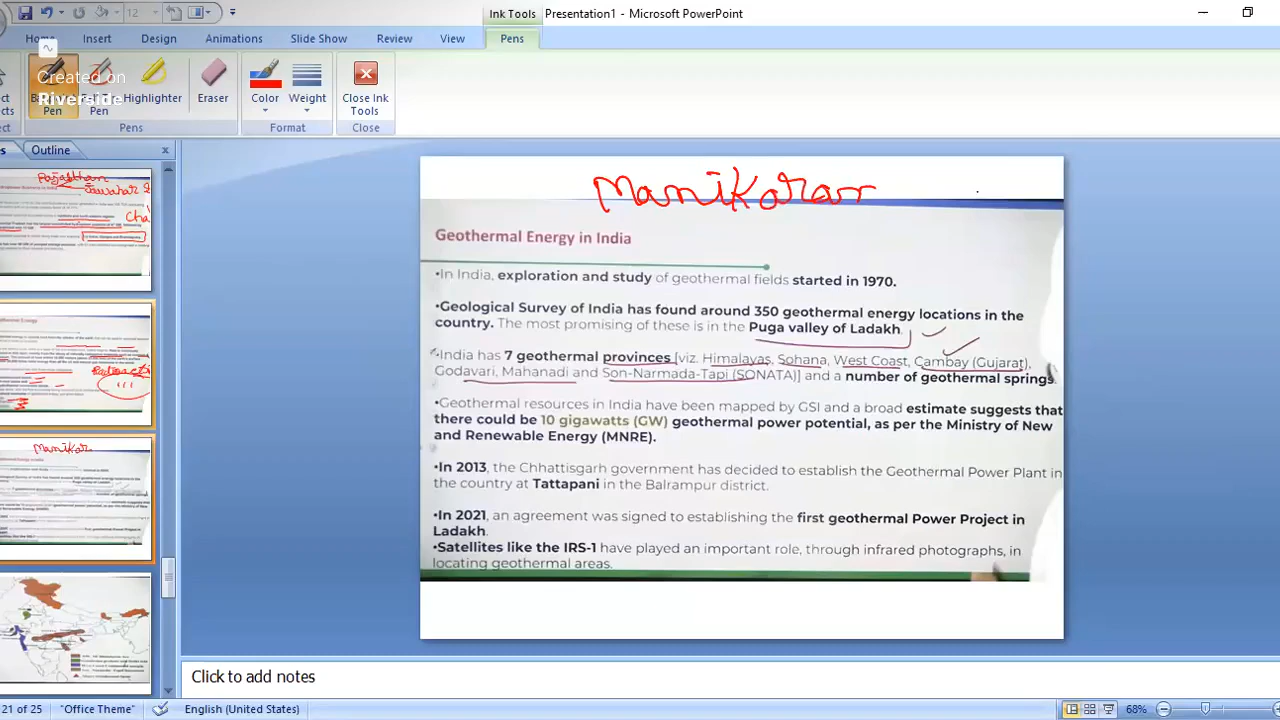 Ink Tools
Presentation1 - Microsoft PowerPoint
12
Home
Insert
Design
Animations
Slide Show
Review
View
Pens
Created on
Riverside
Pen
Pen
Highlighter
Eraser
Color
Weight
Close Ink
Tools
Pens
Format
Close
Outline
Rajasthan
Manikaran
Geothermal Energy in India
•In India, exploration and study of geothermal fields started in 1970.
•Geological Survey of India has found around 350 geothermal energy locations in the
country. The most promising of these is in the Puga valley of Ladakh
•India has 7 geothermal provinces [viz. Himalayas, Sohana, West Coast, Cambay (Gujarat),
Godavari, Mahanadi and Son-Narmada-Tapi (SONATA)] and a number of geothermal springs
•Geothermal resources in India have been mapped by GSI and a broad estimate suggests that
there could be 10 gigawatts (GW) geothermal power potential, as per the Ministry of New
and Renewable Energy (MNRE).
•In 2013, the Chhattisgarh government has decided to establish the Geothermal Power Plant in
the country at Tattapani in the Balrampur district.
•In 2021, an agreement was signed to establishing the first geothermal Power Project in
Ladakh.
•Satellites like the IRS-1 have played an important role, through infrared photographs, in
locating geothermal areas.
Click to add notes
21 of 25
"Office Theme"
English (United States)
68%